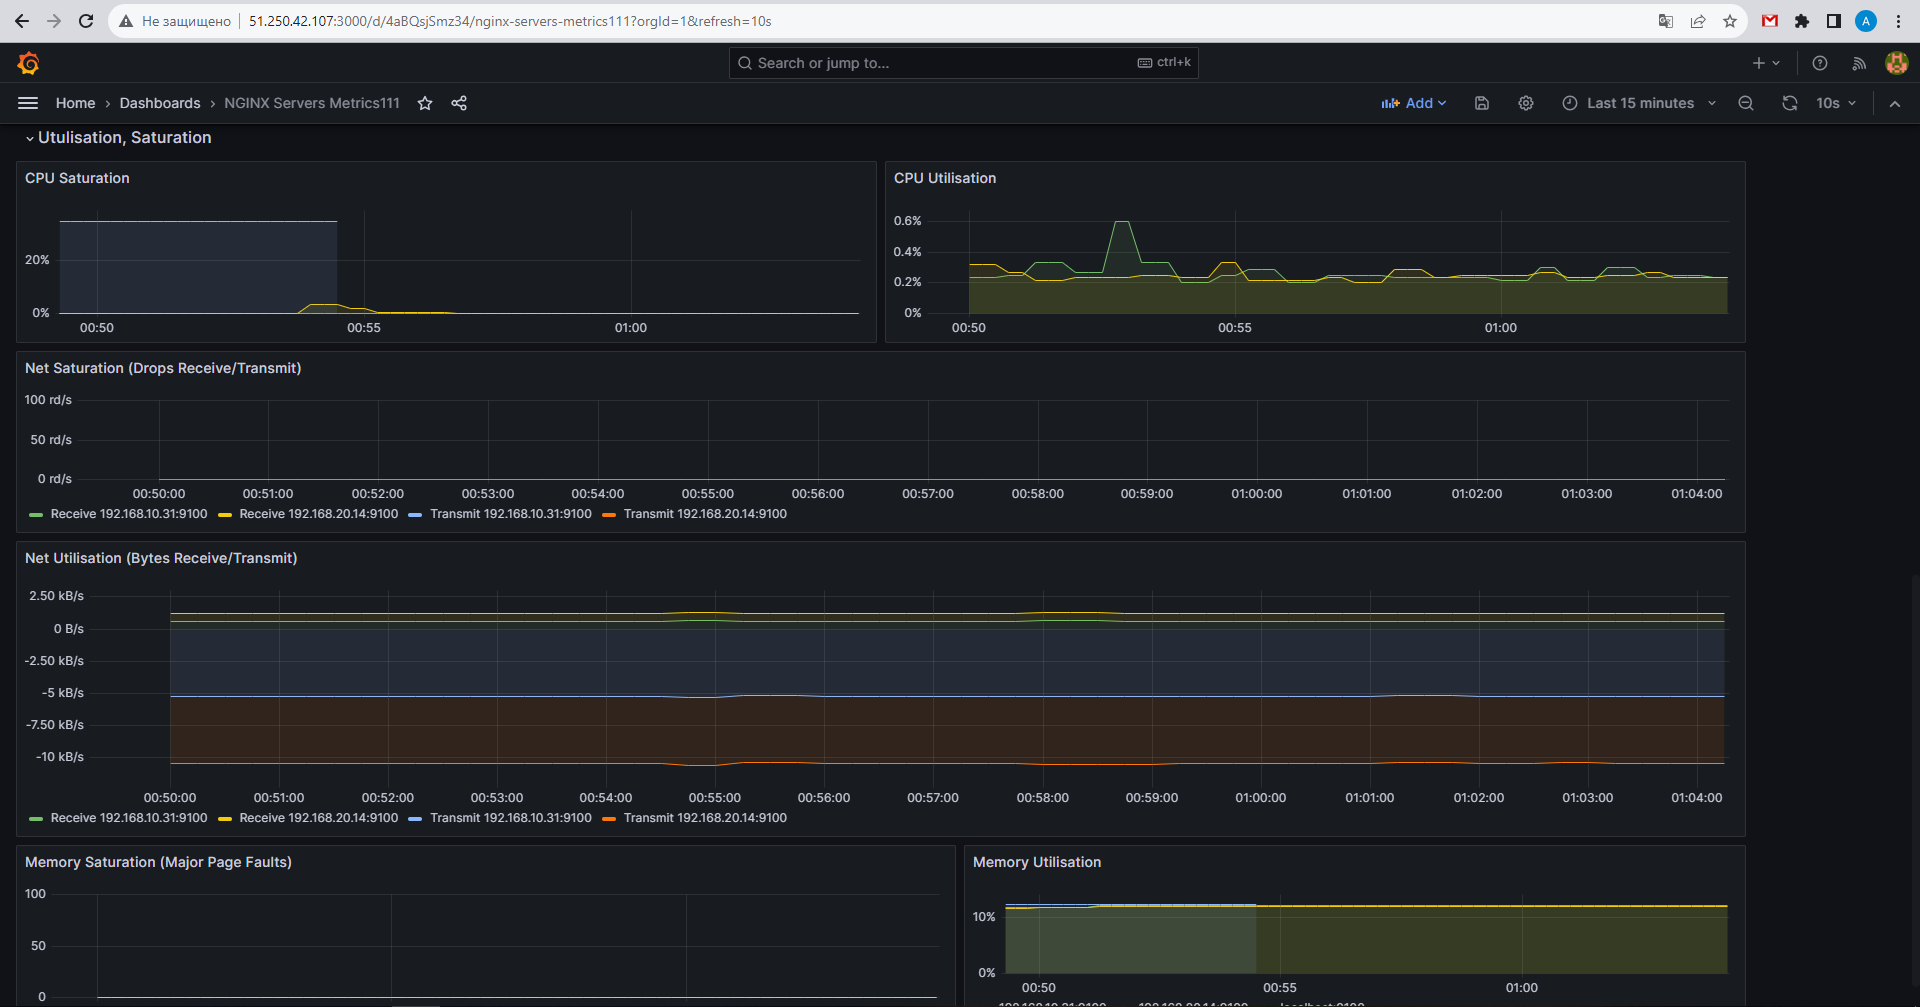 Не защищено 51.250.42.107:3000/d/4aBQsjSmz34/nginx-servers-metrics111?orgId=1&refresh=10s
A
Search or jump to... ctrl+k
Home › Dashboards › NGINX Servers Metrics111
Add Last 15 minutes 10s
Utulisation, Saturation
CPU Saturation
20%
0%
00:50 00:55 01:00
CPU Utilisation
0.6%
0.4%
0.2%
0%
00:50 00:55 01:00
Net Saturation (Drops Receive/Transmit)
100 rd/s
50 rd/s
0 rd/s
00:50:00 00:51:00 00:52:00 00:53:00 00:54:00 00:55:00 00:56:00 00:57:00 00:58:00 00:59:00 01:00:00 01:01:00 01:02:00 01:03:00 01:04:00
Receive 192.168.10.31:9100 Receive 192.168.20.14:9100 Transmit 192.168.10.31:9100 Transmit 192.168.20.14:9100
Net Utilisation (Bytes Receive/Transmit)
2.50 kB/s
0 B/s
-2.50 kB/s
-5 kB/s
-7.50 kB/s
-10 kB/s
00:50:00 00:51:00 00:52:00 00:53:00 00:54:00 00:55:00 00:56:00 00:57:00 00:58:00 00:59:00 01:00:00 01:01:00 01:02:00 01:03:00 01:04:00
Receive 192.168.10.31:9100 Receive 192.168.20.14:9100 Transmit 192.168.10.31:9100 Transmit 192.168.20.14:9100
Memory Saturation (Major Page Faults)
100
50
0
Memory Utilisation
10%
0%
00:50 00:55 01:00
192.168.10.31:9100 192.168.20.14:9100 localhost:9100